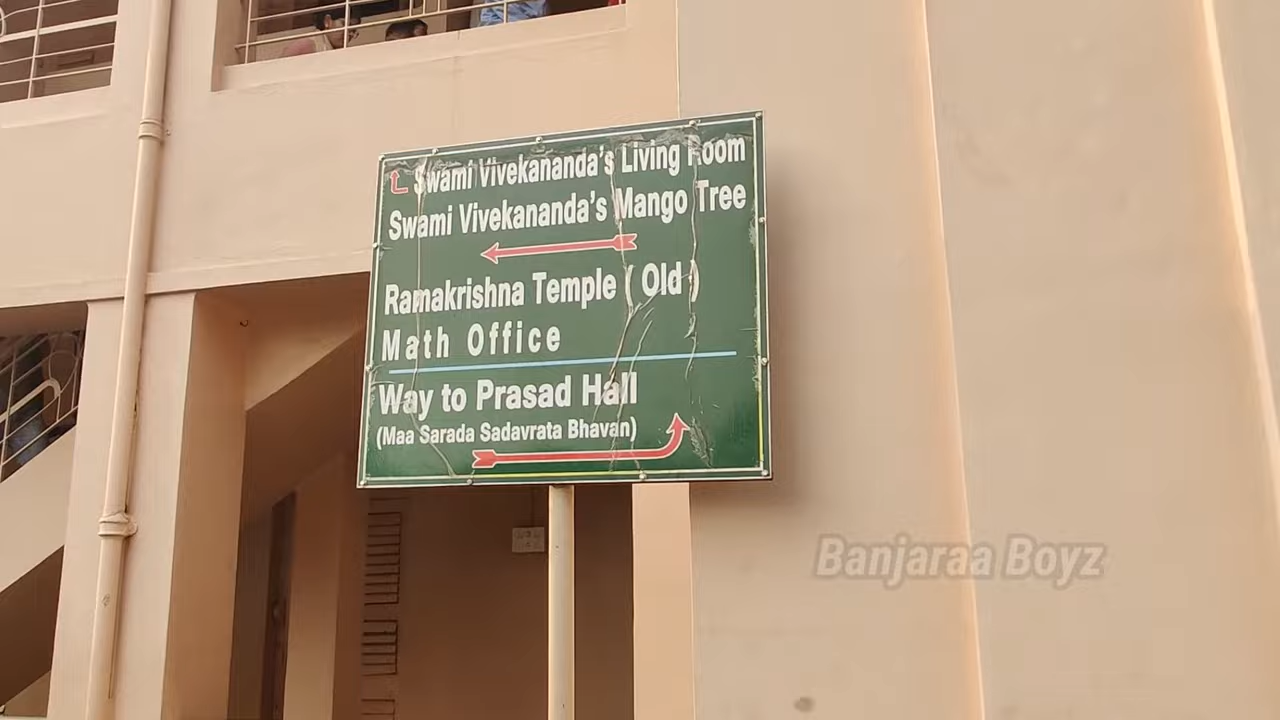 Swami Vivekananda's Living Room
Swami Vivekananda's Mango Tree
Ramakrishna Temple ( Old )
Math Office
Way to Prasad Hall
(Maa Sarada Sadavrata Bhavan)
Banjaraa Boyz